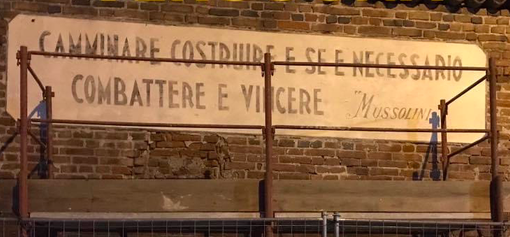 CAMMINARE COSTRUIRE E SE E NECESSARIO
COMBATTERE E VINCERE "MUSSOLINI"